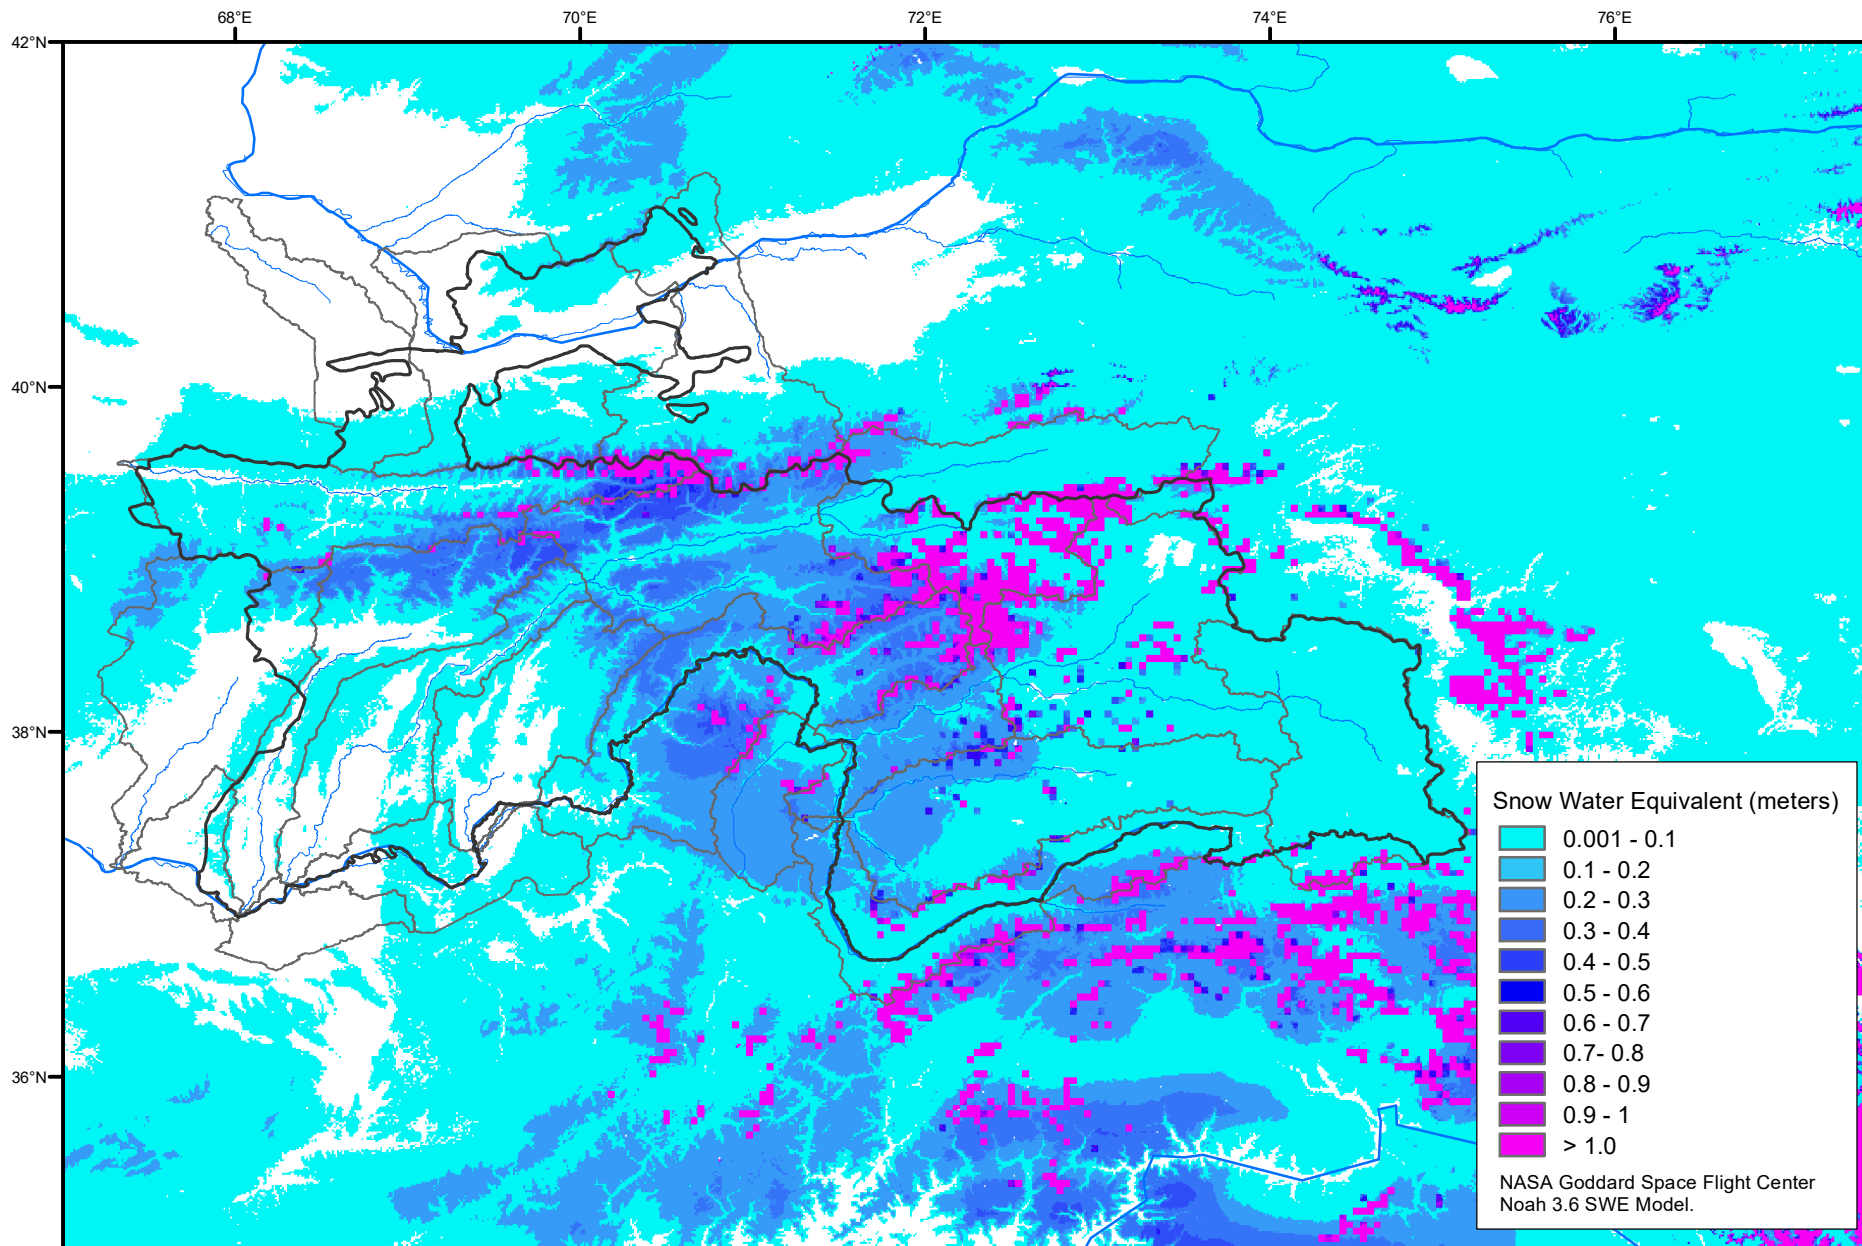 68°E
70°E
72°E
74°E
76°E
42°N
40°N
38°N
36°N
Snow Water Equivalent (meters)
0.001 - 0.1
0.1 - 0.2
0.2 - 0.3
0.3 - 0.4
0.4 - 0.5
0.5 - 0.6
0.6 - 0.7
0.7- 0.8
0.8 - 0.9
0.9 - 1
> 1.0
NASA Goddard Space Flight Center
Noah 3.6 SWE Model.